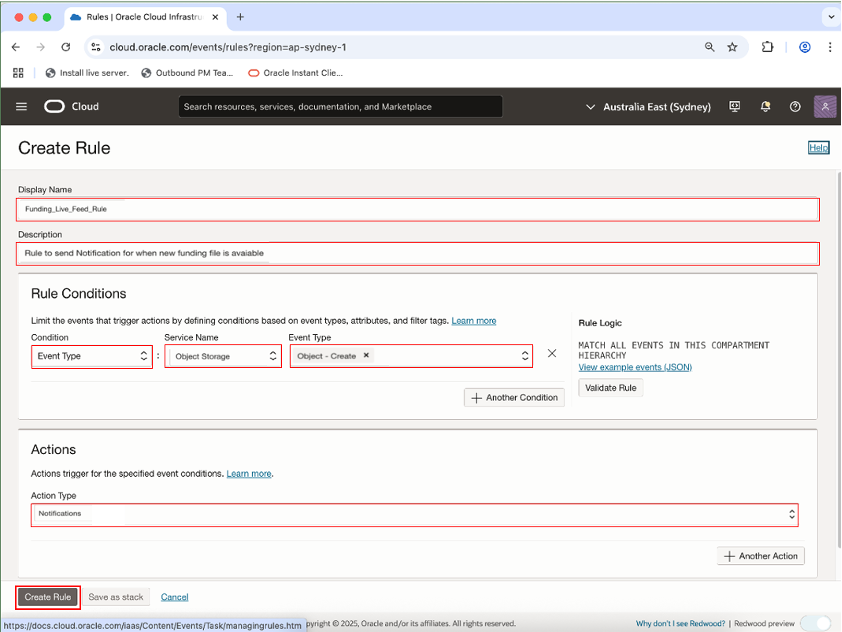 Rules | Oracle Cloud Infrastru
cloud.oracle.com/events/rules?region=ap-sydney-1
Install live server.
Outbound PM Tea...
Oracle Instant Clie...
Cloud
Search resources, services, documentation, and Marketplace
Australia East (Sydney)
Create Rule
Help
Display Name
Funding_Live_Feed_Rule
Description
Rule to send Notification for when new funding file is avaiable
Rule Conditions
Limit the events that trigger actions by defining conditions based on event types, attributes, and filter tags. Learn more
Condition
Service Name
Event Type
Event Type
:
Object Storage
Object - Create
Another Condition
Rule Logic
MATCH ALL EVENTS IN THIS COMPARTMENT
HIERARCHY
View example events (JSON)
Validate Rule
Actions
Actions trigger for the specified event conditions. Learn more.
Action Type
Notifications
Another Action
Create Rule
Save as stack
Cancel
https://docs.cloud.oracle.com/iaas/Content/Events/Task/managingrules.htm
pyright © 2025, Oracle and/or its affiliates. All rights reserved.
Why don't I see Redwood?
Redwood preview